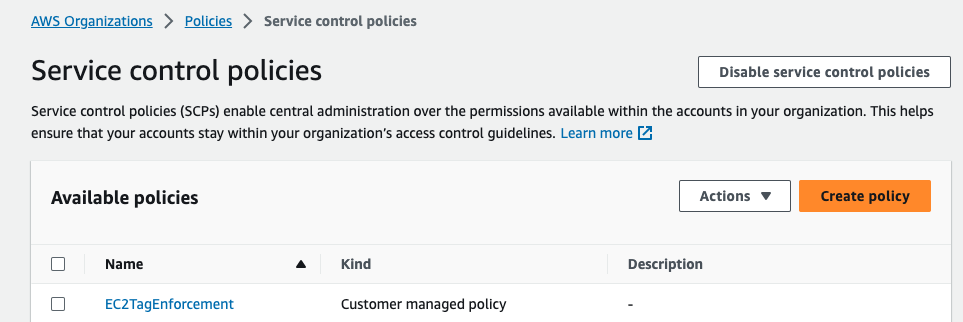 AWS Organizations > Policies > Service control policies
Service control policies
Disable service control policies
Service control policies (SCPs) enable central administration over the permissions available within the accounts in your organization. This helps
ensure that your accounts stay within your organization's access control guidelines. Learn more
Available policies
Actions
Create policy
Name Kind Description
EC2TagEnforcement Customer managed policy -